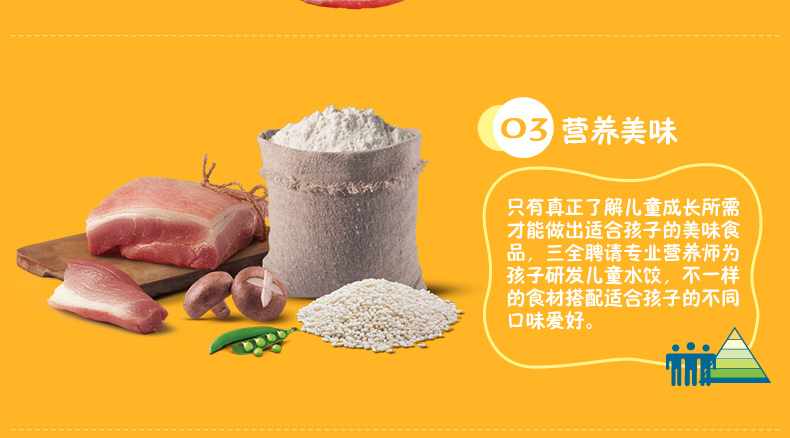 03 营养美味
只有真正了解儿童成长所需
才能做出适合孩子的美味食
品，三全聘请专业营养师为
孩子研发儿童水饺，不一样
的食材搭配适合孩子的不同
口味爱好。